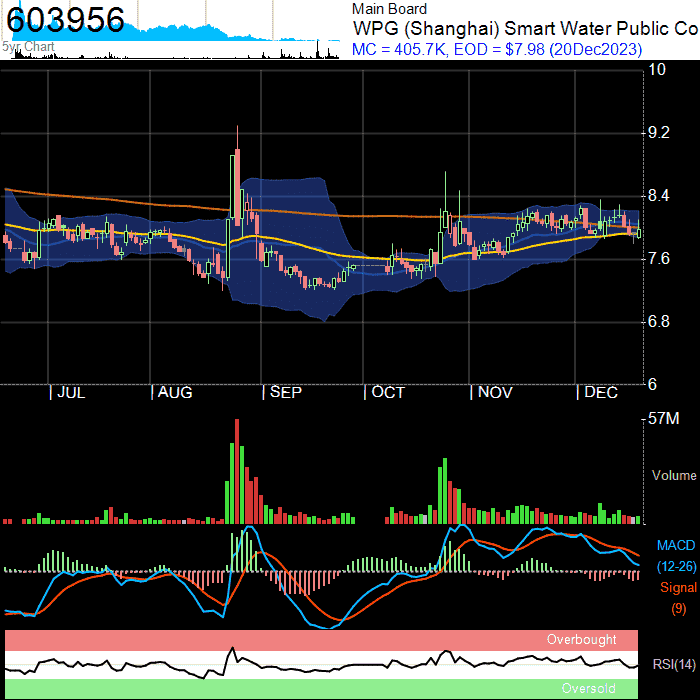 603956
5yr Chart
Main Board
WPG (Shanghai) Smart Water Public Co
MC = 405.7K, EOD = $7.98 (20Dec2023)
10
9.2
8.4
7.6
6.8
6
JUL AUG SEP OCT NOV DEC
57M
Volume
MACD
(12-26)
Signal
(9)
Overbought
RSI(14)
Oversold